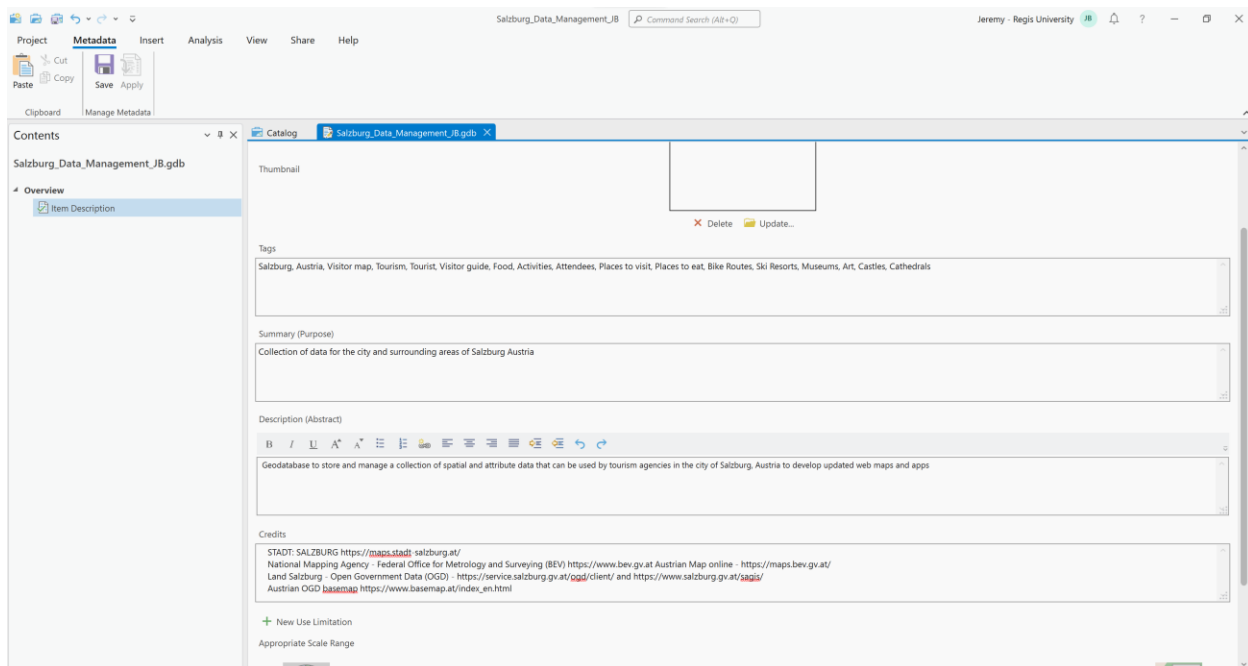 Salzburg_Data_Management_JB
Command Search (Alt+Q)
Jeremy - Regis University
JB
?
Project Metadata Insert Analysis View Share Help
Paste
Cut
Copy
Save
Apply
Clipboard
Manage Metadata
Contents
Salzburg_Data_Management_JB.gdb
Overview
Item Description
Catalog
Salzburg_Data_Management_JB.gdb
Thumbnail
Delete
Update...
Tags
Salzburg, Austria, Visitor map, Tourism, Tourist, Visitor guide, Food, Activities, Attendees, Places to visit, Places to eat, Bike Routes, Ski Resorts, Museums, Art, Castles, Cathedrals
Summary (Purpose)
Collection of data for the city and surrounding areas of Salzburg Austria
Description (Abstract)
B I U A A
Geodatabase to store and manage a collection of spatial and attribute data that can be used by tourism agencies in the city of Salzburg, Austria to develop updated web maps and apps
Credits
STADT: SALZBURG https://maps.stadt-salzburg.at/
National Mapping Agency - Federal Office for Metrology and Surveying (BEV) https://www.bev.gv.at Austrian Map online - https://maps.bev.gv.at/
Land Salzburg - Open Government Data (OGD) - https://service.salzburg.gv.at/ogd/client/ and https://www.salzburg.gv.at/sagis/
Austrian OGD basemap https://www.basemap.at/index_en.html
New Use Limitation
Appropriate Scale Range